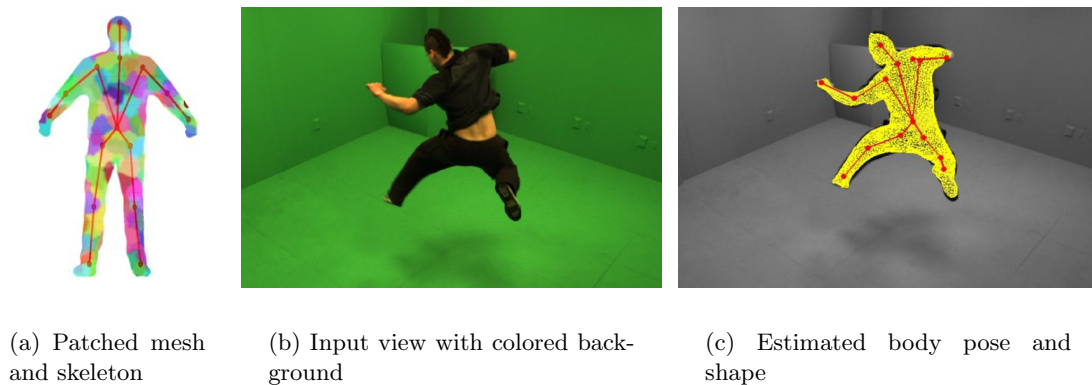 (a) Patched mesh
and skeleton
(b) Input view with colored back-
ground
(c) Estimated body pose and
shape